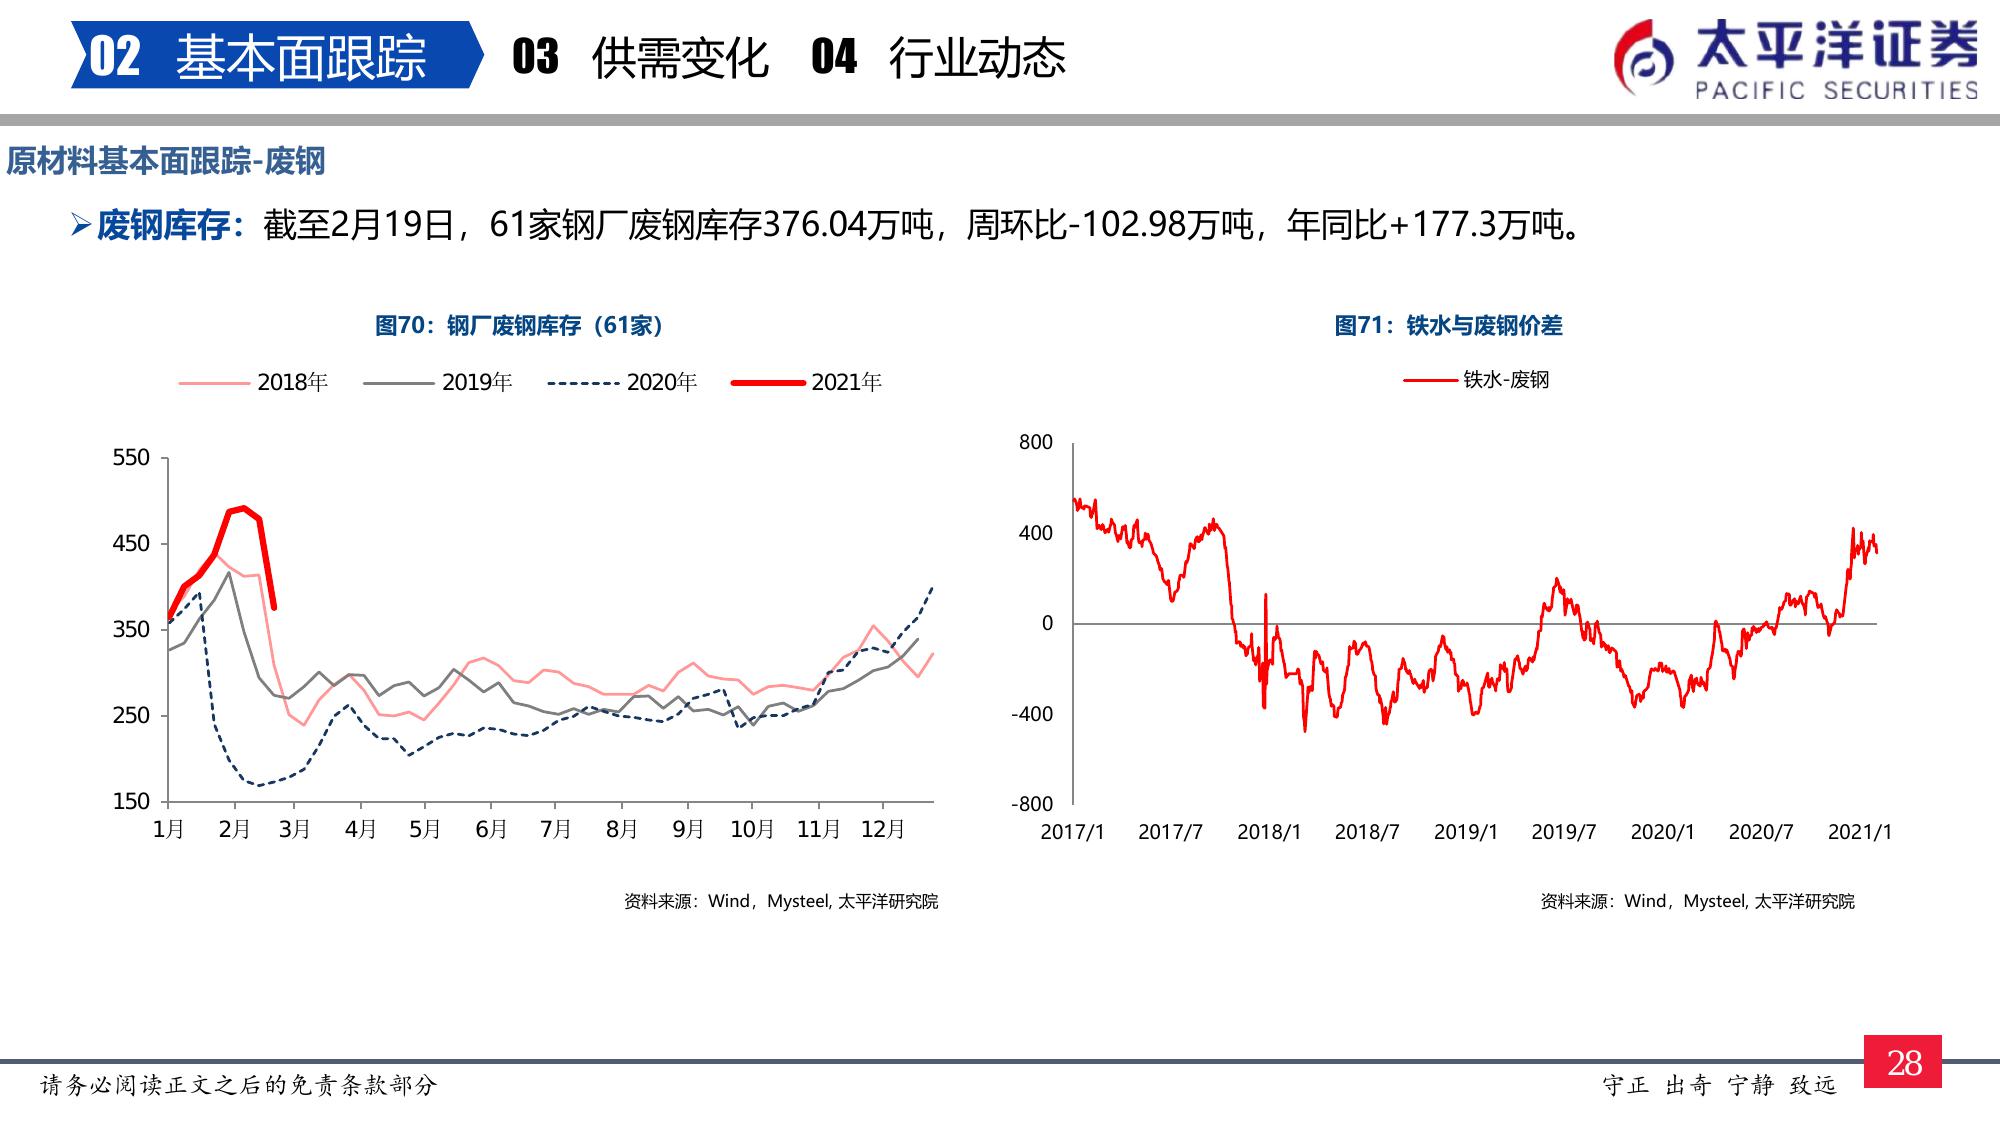 02 基本面跟踪 03 供需变化 04 行业动态
太平洋证券
PACIFIC SECURITIES
原材料基本面跟踪-废钢
废钢库存：截至2月19日，61家钢厂废钢库存376.04万吨，周环比-102.98万吨，年同比+177.3万吨。
图70：钢厂废钢库存（61家）
2018年 2019年 2020年 2021年
550
450
350
250
150
1月 2月 3月 4月 5月 6月 7月 8月 9月 10月 11月 12月
资料来源：Wind，Mysteel, 太平洋研究院
图71：铁水与废钢价差
铁水-废钢
800
400
0
-400
-800
2017/1 2017/7 2018/1 2018/7 2019/1 2019/7 2020/1 2020/7 2021/1
资料来源：Wind，Mysteel, 太平洋研究院
请务必阅读正文之后的免责条款部分
守正 出奇 宁静 致远
28